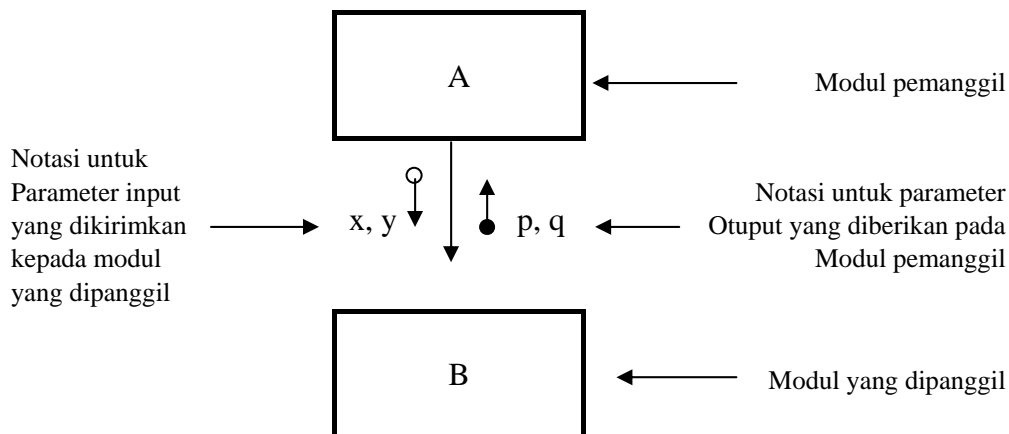 A
Modul pemanggil
Notasi untuk
Parameter input
yang dikirimkan
kepada modul
yang dipanggil
x, y
p, q
Notasi untuk parameter
Otuput yang diberikan pada
Modul pemanggil
B
Modul yang dipanggil